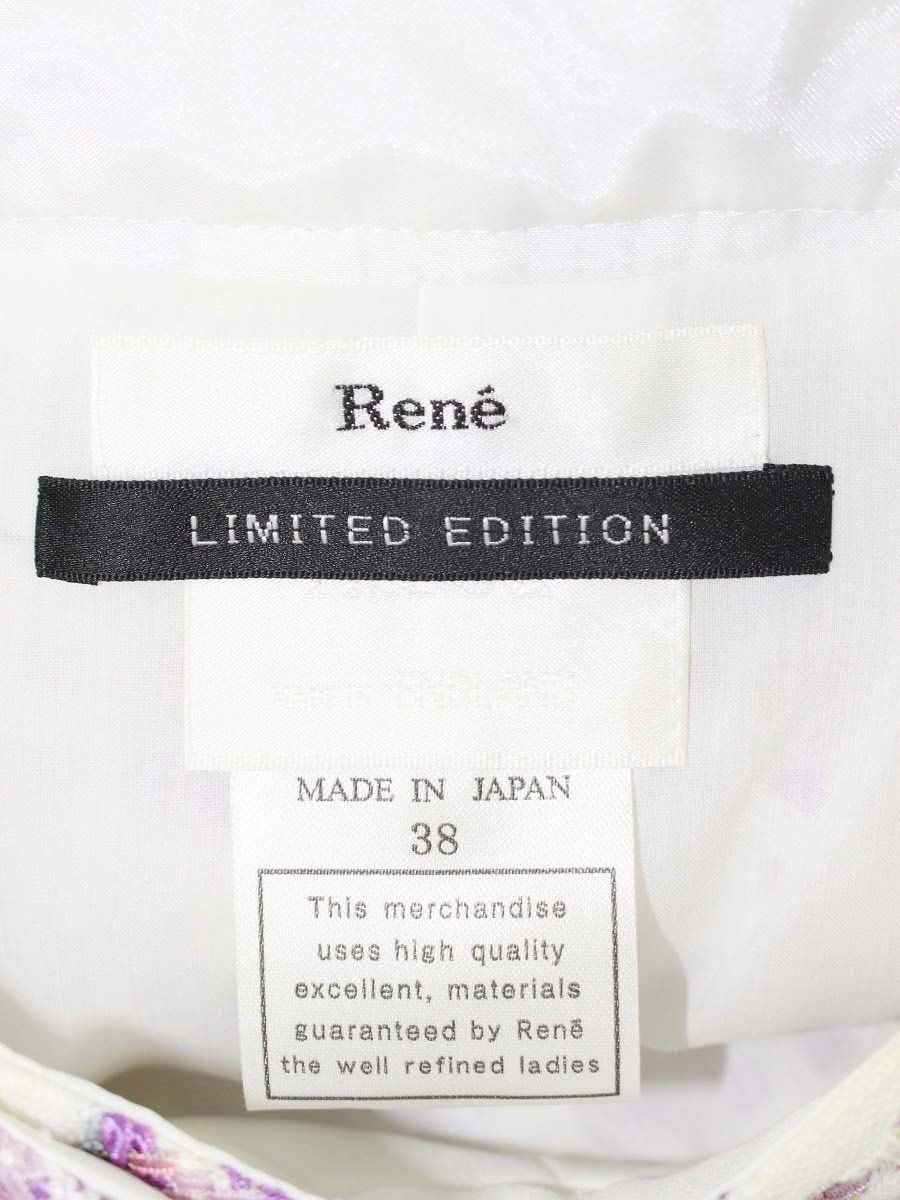 René
LIMITED EDITION
MADE IN JAPAN
38
This merchandise
uses high quality
excellent, materials
guaranteed by René
the well refined ladies